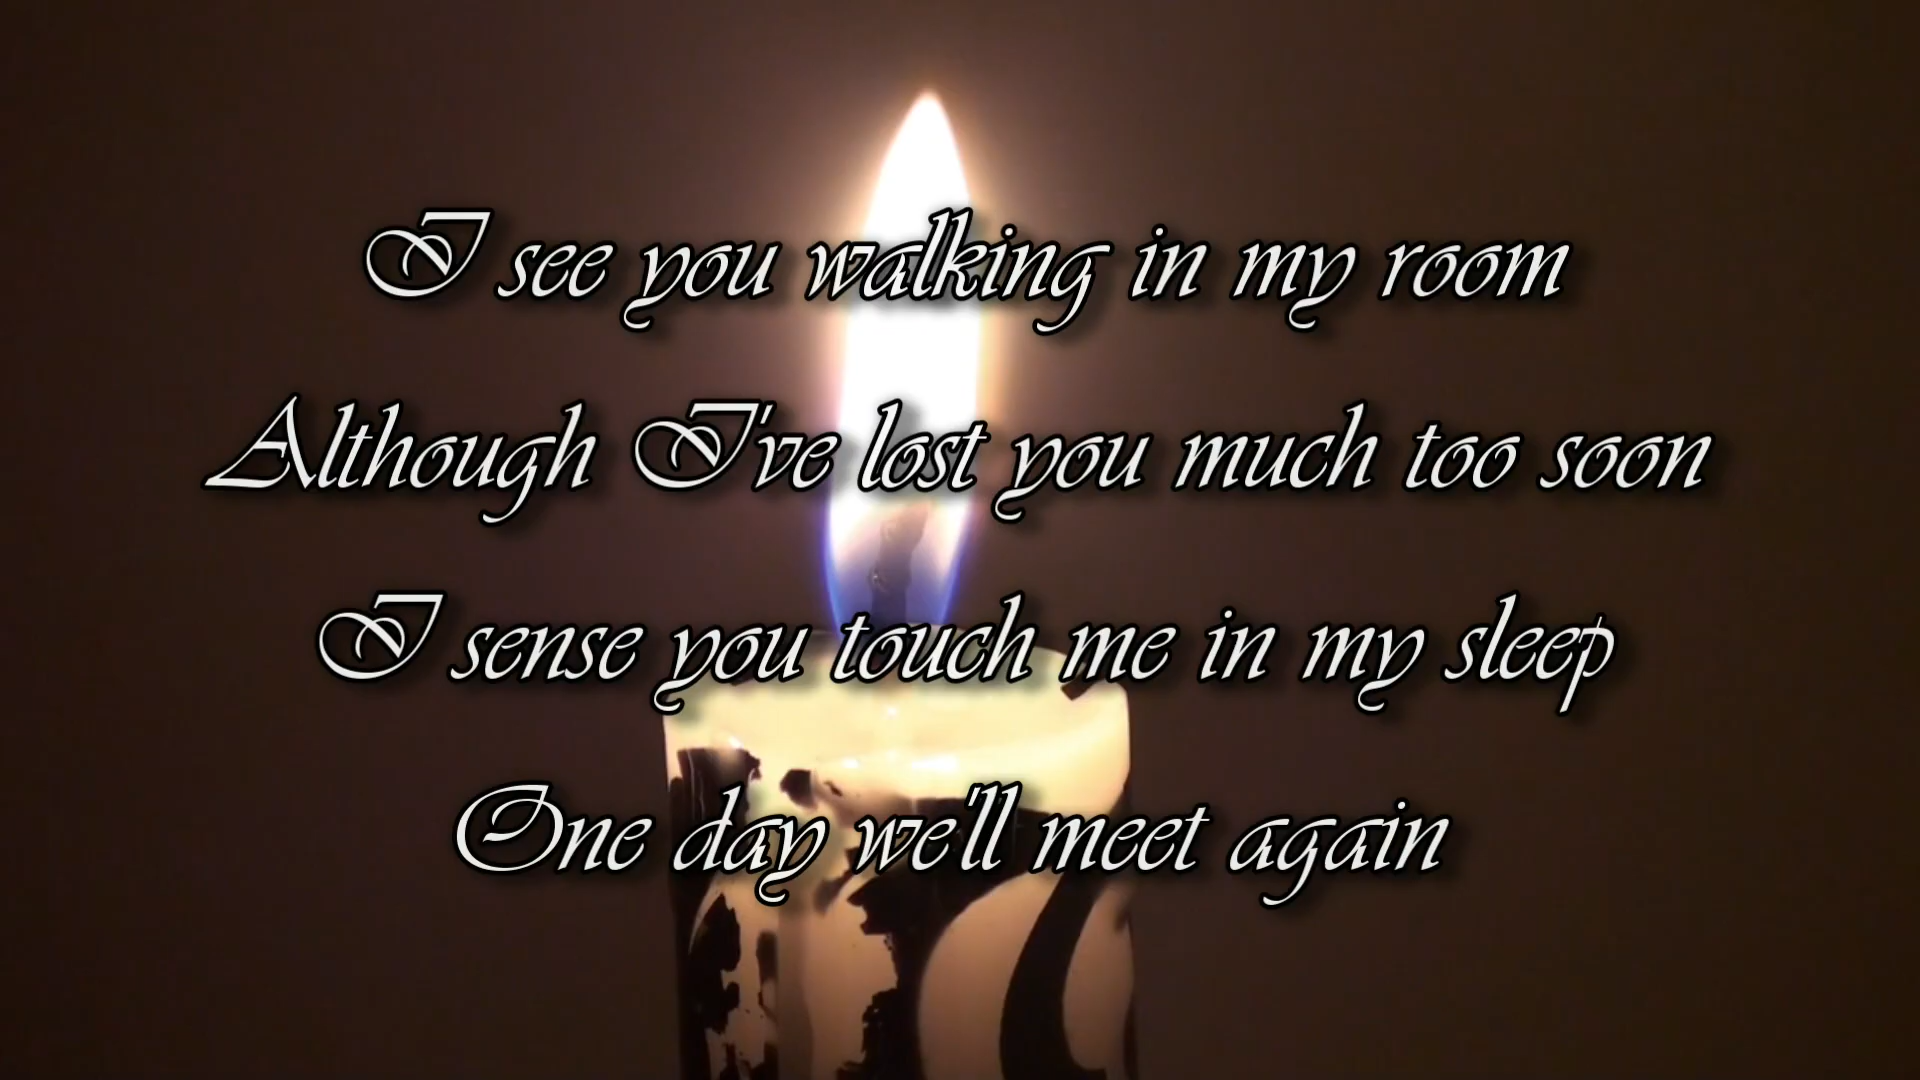 I see you walking in my room
Although I've lost you much too soon
I sense you touch me in my sleep
One day we'll meet again